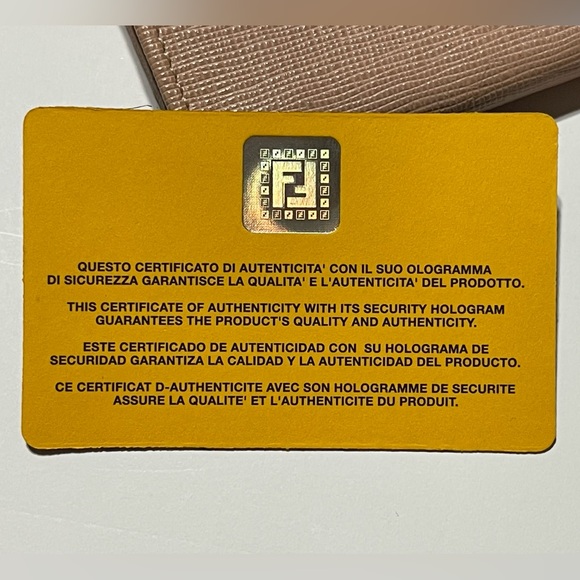 QUESTO CERTIFICATO DI AUTENTICITA' CON IL SUO OLOGRAMMA
DI SICUREZZA GARANTISCE LA QUALITA' E L'AUTENTICITA' DEL PRODOTTO.
THIS CERTIFICATE OF AUTHENTICITY WITH ITS SECURITY HOLOGRAM
GUARANTEES THE PRODUCT'S QUALITY AND AUTHENTICITY.
ESTE CERTIFICADO DE AUTENTICIDAD CON SU HOLOGRAMA DE
SECURIDAD GARANTIZA LA CALIDAD Y LA AUTENTICIDAD DEL PRODUCTO.
CE CERTIFICAT D-AUTHENTICITE AVEC SON HOLOGRAMME DE SECURITE
ASSURE LA QUALITE' ET L'AUTHENTICITE DU PRODUIT.